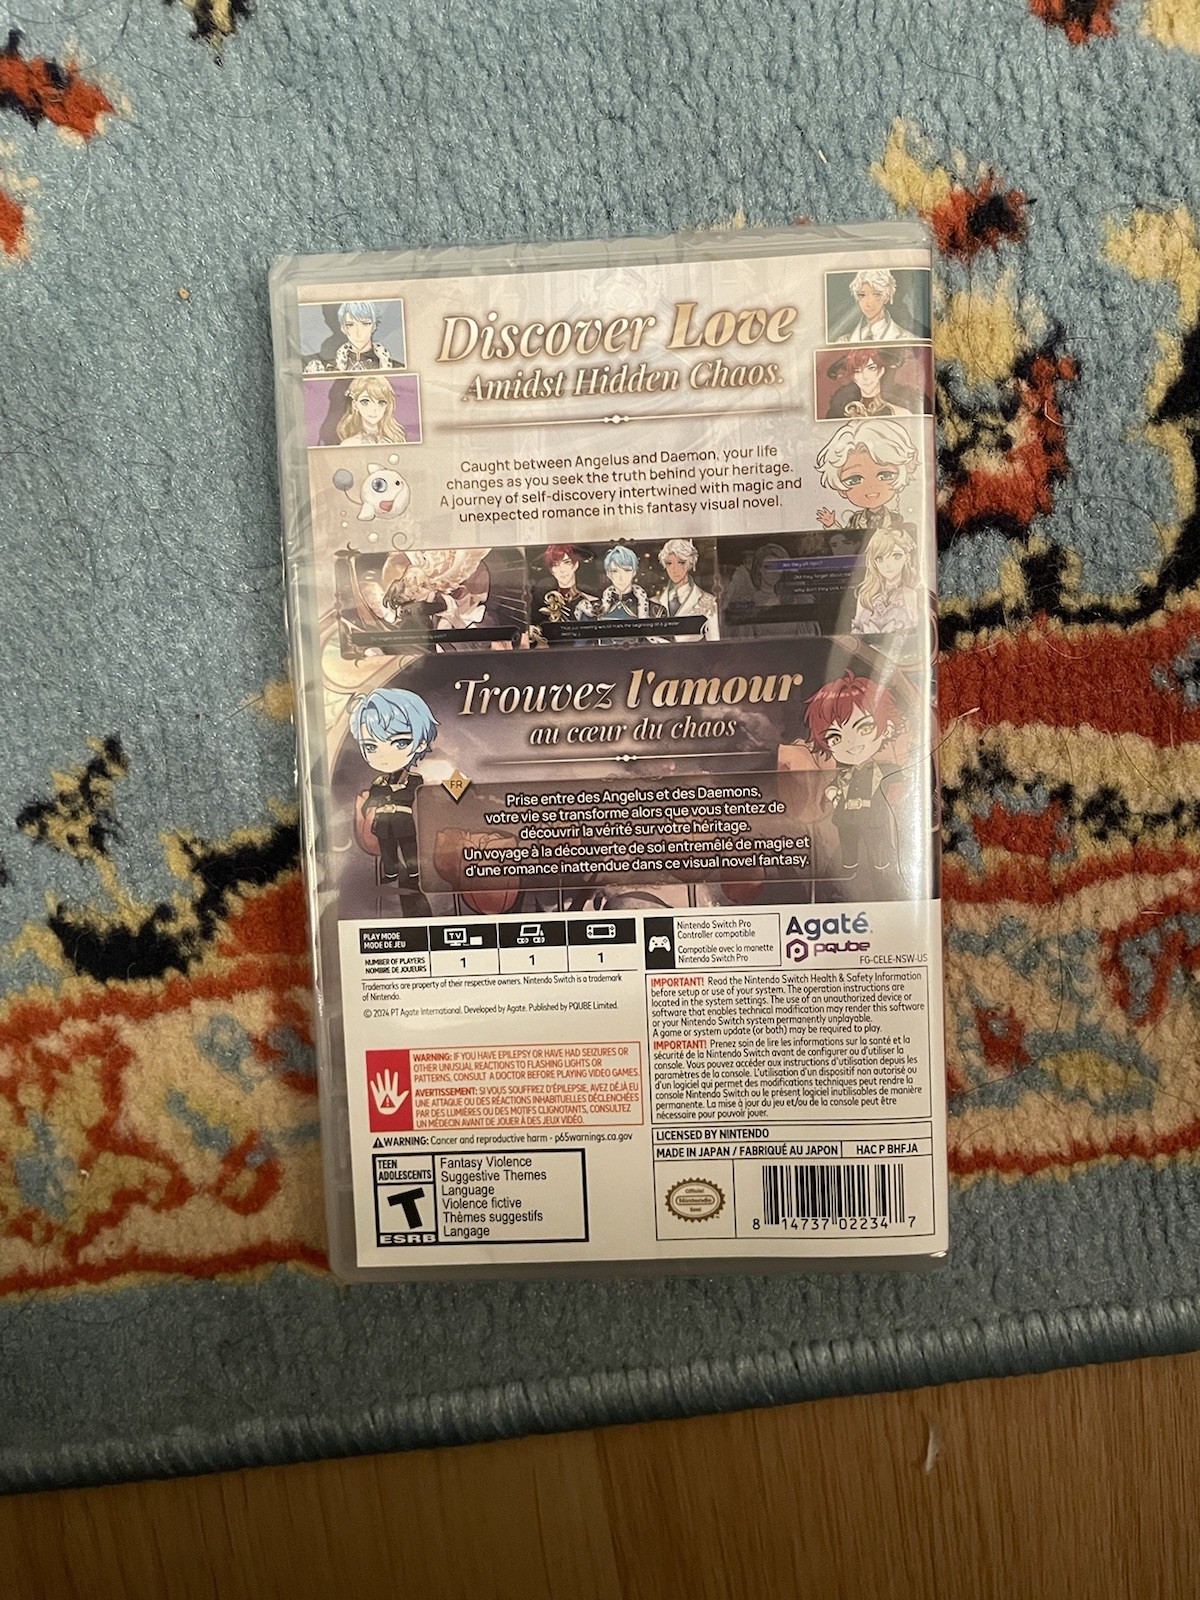 Discover Love
Amidst Hidden Chaos.
Caught between Angelus and Daemon, your life
changes as you seek the truth behind your heritage.
A journey of self-discovery intertwined with magic and
unexpected romance in this fantasy visual novel.
Are they all right?
Trouvez l'amour
au cœur du chaos
FR
Prise entre des Angelus et des Daemons,
votre vie se transforme alors que vous tentez de
découvrir la vérité sur votre héritage.
Un voyage à la découverte de soi entremêlé de magie et
d'une romance inattendue dans ce visual novel fantasy.
PLAY MODE
MODE DE JEU
TV
NUMBER OF PLAYERS
NOMBRE DE JOUEURS
1 1 1
Trademarks are property of their respective owners. Nintendo Switch is a trademark
of Nintendo.
© 2024 PT Agate International. Developed by Agate. Published by PQUBE Limited.
Nintendo Switch Pro
Controller compatible
Compatible avec la manette
Nintendo Switch Pro
Agaté
PQube
FG-CELE-NSW-US
IMPORTANT! Read the Nintendo Switch Health & Safety Information
before setup or use of your system. The operation instructions are
located in the system settings. The use of an unauthorized device or
software that enables technical modification may render this software
or your Nintendo Switch system permanently unplayable.
A game or system update (or both) may be required to play.
IMPORTANT! Prenez soin de lire les informations sur la santé et la
sécurité de la Nintendo Switch avant de configurer ou d'utiliser la
console. Vous pouvez accéder aux instructions d'utilisation depuis les
paramètres de la console. L'utilisation d'un dispositif non autorisé ou
d'un logiciel qui permet des modifications techniques peut rendre la
console Nintendo Switch ou le présent logiciel inutilisables de manière
permanente. La mise à jour du jeu et/ou de la console peut être
nécessaire pour pouvoir jouer.
WARNING: IF YOU HAVE EPILEPSY OR HAVE HAD SEIZURES OR
OTHER UNUSUAL REACTIONS TO FLASHING LIGHTS OR
PATTERNS, CONSULT A DOCTOR BEFORE PLAYING VIDEO GAMES.
AVERTISSEMENT: SI VOUS SOUFFREZ D'ÉPILEPSIE, AVEZ DÉJÀ EU
UNE ATTAQUE OU DES RÉACTIONS INHABITUELLES DÉCLENCHÉES
PAR DES LUMIÈRES OU DES MOTIFS CLIGNOTANTS, CONSULTEZ
UN MÉDECIN AVANT DE JOUER À DES JEUX VIDÉO.
WARNING: Cancer and reproductive harm - p65warnings.ca.gov
TEEN
ADOLESCENTS
T
ESRB
Fantasy Violence
Suggestive Themes
Language
Violence fictive
Thèmes suggestifs
Langage
LICENSED BY NINTENDO
MADE IN JAPAN / FABRIQUÉ AU JAPON HAC P BHFJA
Official
Nintendo
Seal
8 14737 02234 7